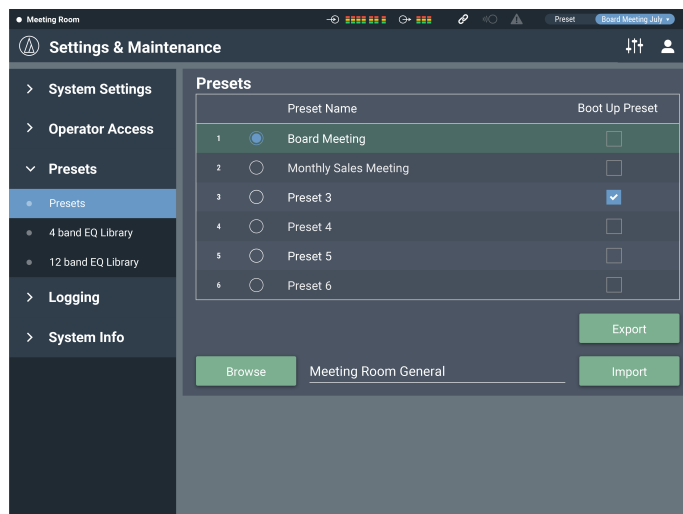 Meeting Room
Preset Board Meeting July
Settings & Maintenance
System Settings
Operator Access
Presets
Presets
4 band EQ Library
12 band EQ Library
Logging
System Info
Presets
Preset Name Boot Up Preset
1 Board Meeting
2 Monthly Sales Meeting
3 Preset 3
4 Preset 4
5 Preset 5
6 Preset 6
Export
Browse Meeting Room General Import